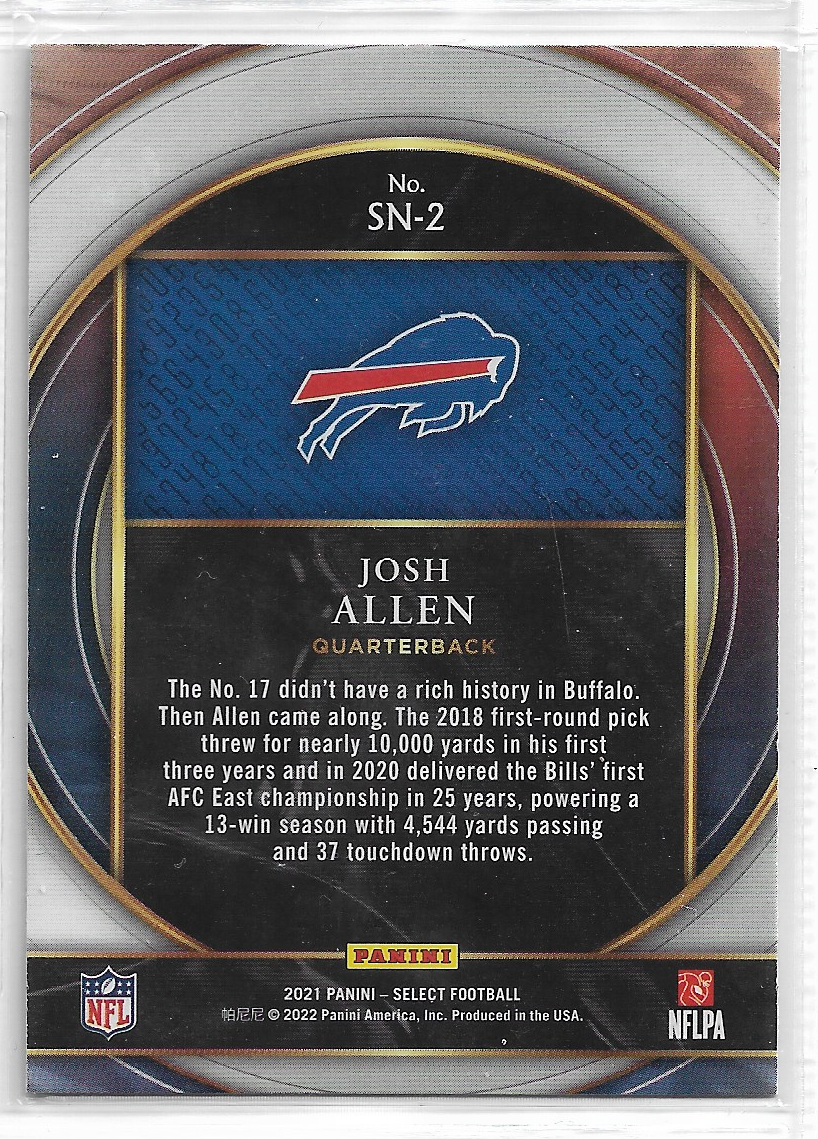 No.
SN-2
JOSH
ALLEN
QUARTERBACK
The No. 17 didn't have a rich history in Buffalo.
Then Allen came along. The 2018 first-round pick
threw for nearly 10,000 yards in his first
three years and in 2020 delivered the Bills' first
AFC East championship in 25 years, powering a
13-win season with 4,544 yards passing
and 37 touchdown throws.
PANINI
NFL
2021 PANINI – SELECT FOOTBALL
帕尼尼 © 2022 Panini America, Inc. Produced in the USA.
NFLPA